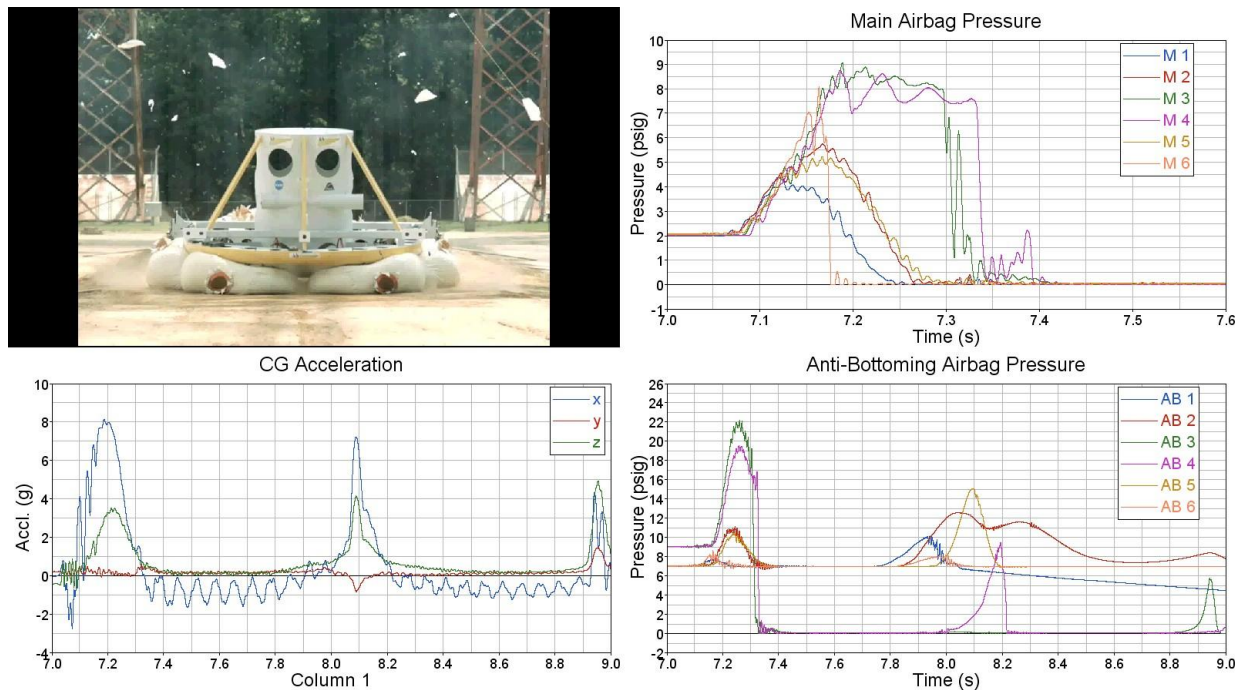 Main Airbag Pressure
10
9
8
7
6
5
4
3
2
1
0
-1
Pressure (psig)
M 1
M 2
M 3
M 4
M 5
M 6
7.0 7.1 7.2 7.3 7.4 7.5 7.6
Time (s)
CG Acceleration
10
8
6
4
2
0
-2
-4
Accl. (g)
x
y
z
7.0 7.2 7.4 7.6 7.8 8.0 8.2 8.4 8.6 8.8 9.0
Column 1
Anti-Bottoming Airbag Pressure
26
24
22
20
18
16
14
12
10
8
6
4
2
0
-2
Pressure (psig)
AB 1
AB 2
AB 3
AB 4
AB 5
AB 6
7.0 7.2 7.4 7.6 7.8 8.0 8.2 8.4 8.6 8.8 9.0
Time (s)